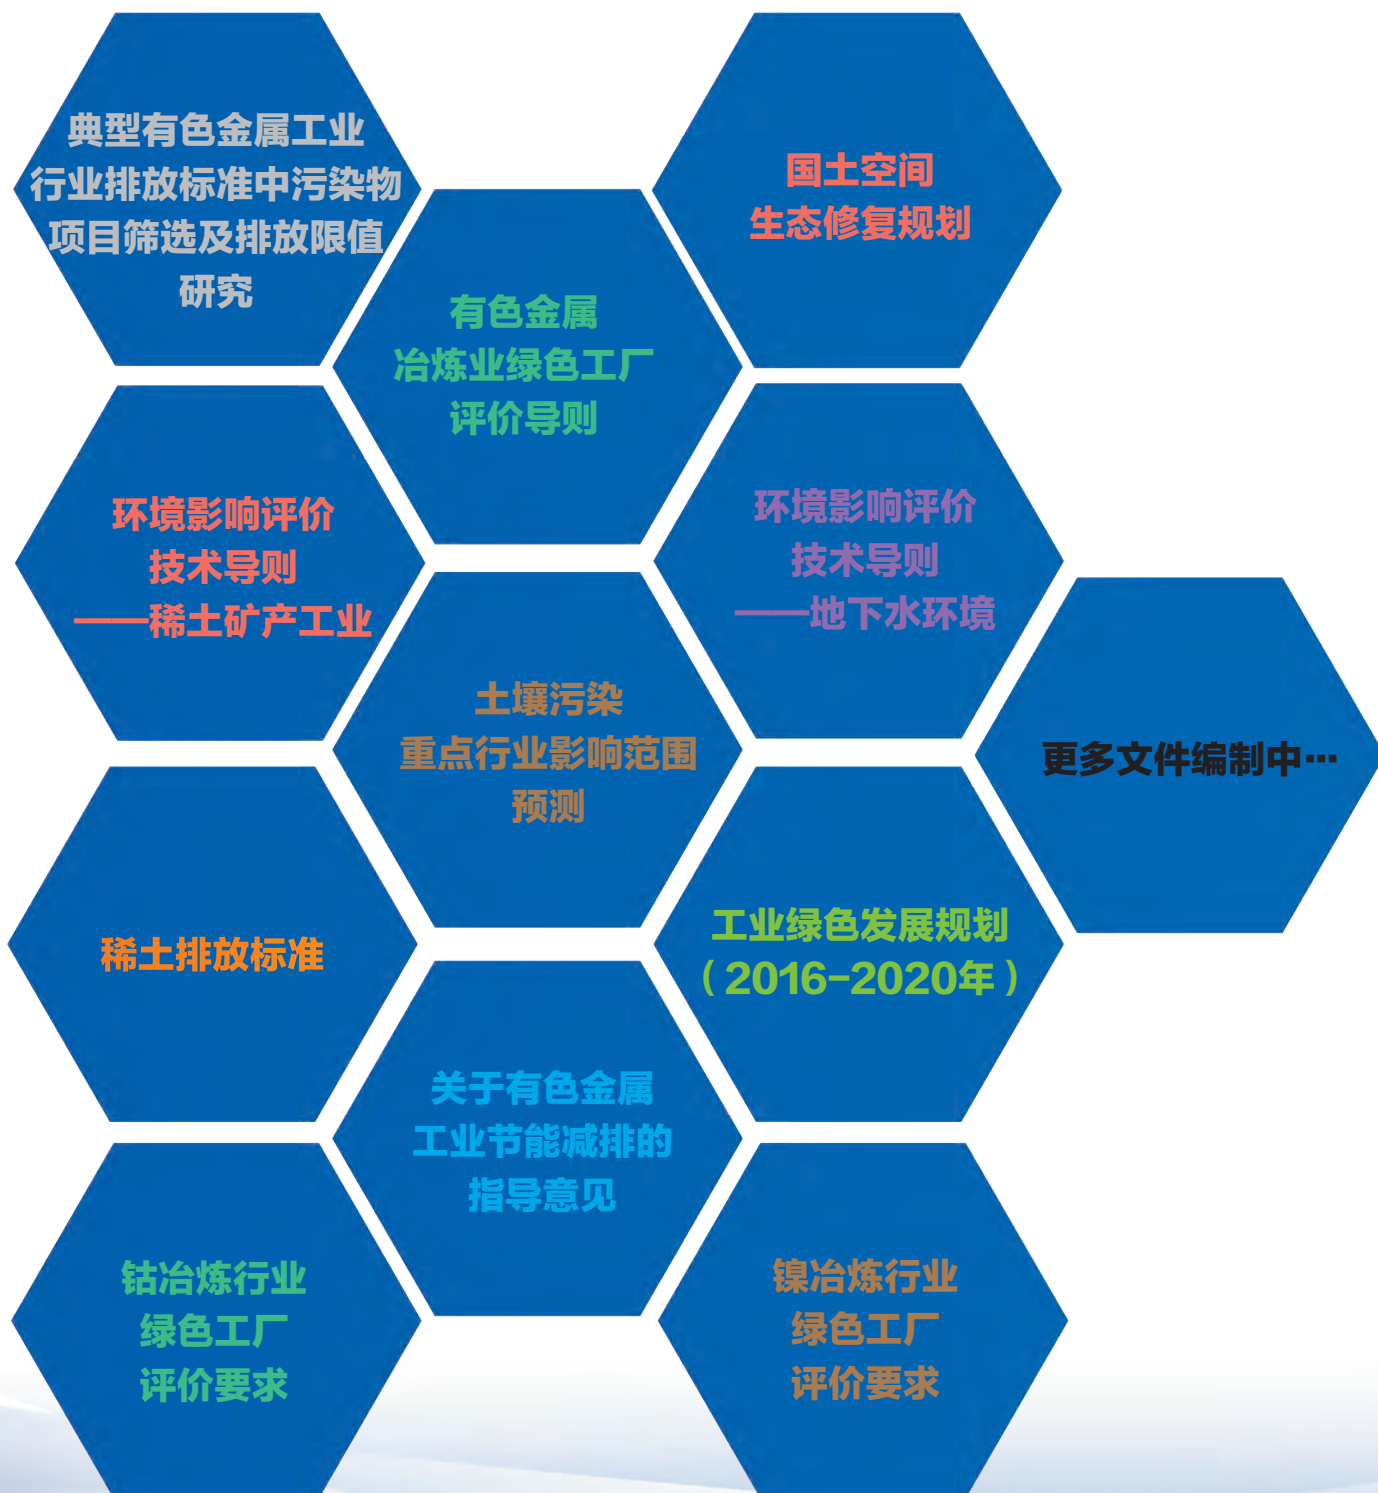 典型有色金属工业
行业排放标准中污染物
项目筛选及排放限值
研究
国土空间
生态修复规划
有色金属
冶炼业绿色工厂
评价导则
环境影响评价
技术导则
——稀土矿产工业
环境影响评价
技术导则
——地下水环境
土壤污染
重点行业影响范围
预测
更多文件编制中…
稀土排放标准
工业绿色发展规划
（2016-2020年）
关于有色金属
工业节能减排的
指导意见
钴冶炼行业
绿色工厂
评价要求
镍冶炼行业
绿色工厂
评价要求